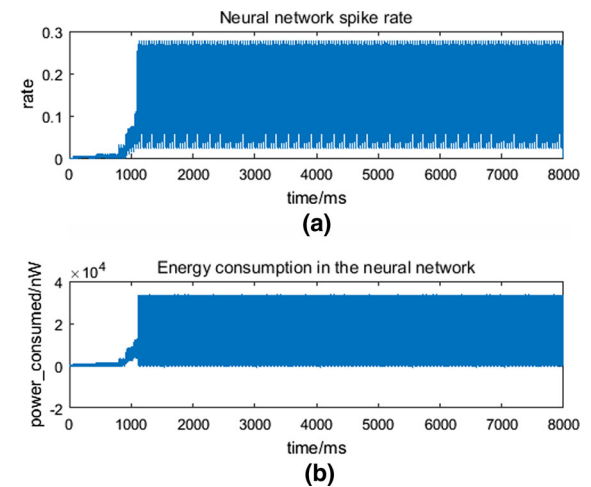 Neural network spike rate
0.3
0.2
0.1
0
rate
0 1000 2000 3000 4000 5000 6000 7000 8000
time/ms
(a)
Energy consumption in the neural network
×10^4
4
2
0
-2
power_consumed/nW
0 1000 2000 3000 4000 5000 6000 7000 8000
time/ms
(b)